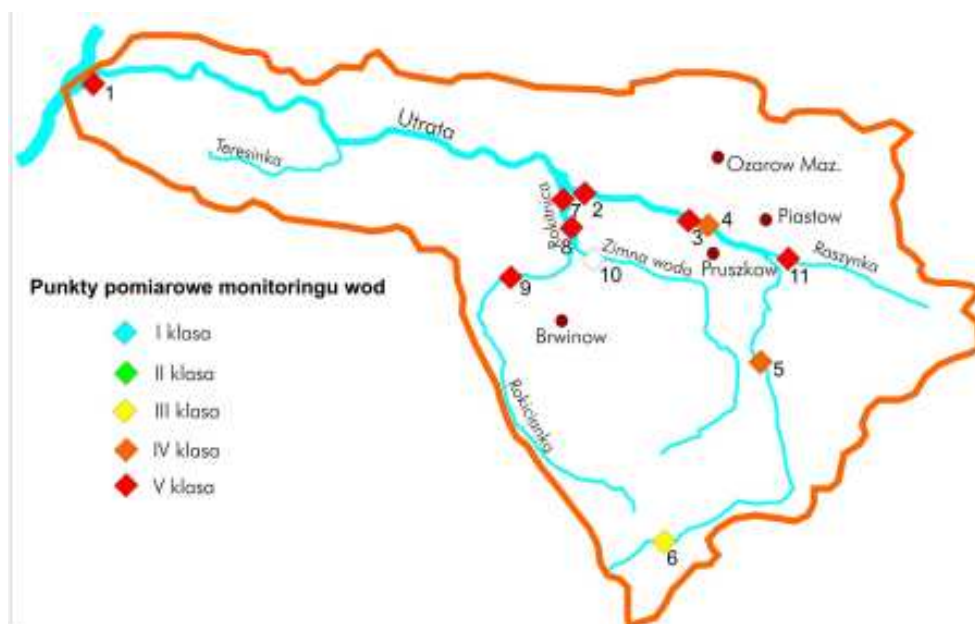 1
Utrata
Teresinka
Ozarow Maz.
Rokitnica
7
2
3
4
Piastow
8
Zimna woda
Pruszkow
11
Raszynka
10
9
Punkty pomiarowe monitoringu wod
I klasa
II klasa
III klasa
IV klasa
V klasa
Brwinow
5
Rokicianka
6